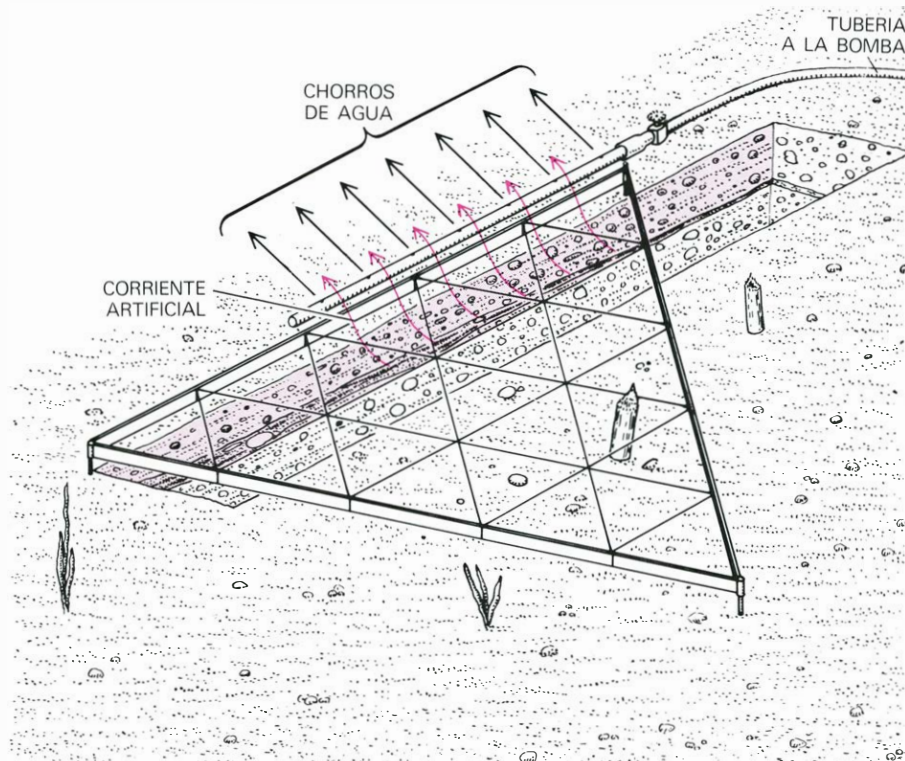 TUBERIA
A LA BOMBA
CHORROS
DE AGUA
CORRIENTE
ARTIFICIAL